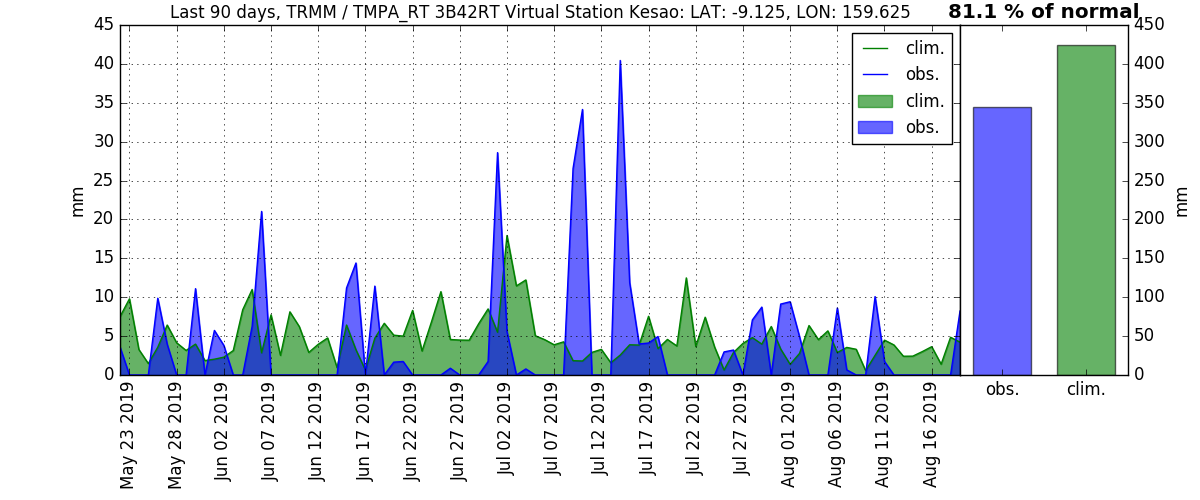 Last 90 days, TRMM / TMPA_RT 3B42RT Virtual Station Kesao: LAT: -9.125, LON: 159.625
81.1 % of normal
45
40
35
30
25
20
15
10
5
0
mm
clim.
obs.
clim.
obs.
450
400
350
300
250
200
150
100
50
0
mm
May 23 2019
May 28 2019
Jun 02 2019
Jun 07 2019
Jun 12 2019
Jun 17 2019
Jun 22 2019
Jun 27 2019
Jul 02 2019
Jul 07 2019
Jul 12 2019
Jul 17 2019
Jul 22 2019
Jul 27 2019
Aug 01 2019
Aug 06 2019
Aug 11 2019
Aug 16 2019
obs.
clim.